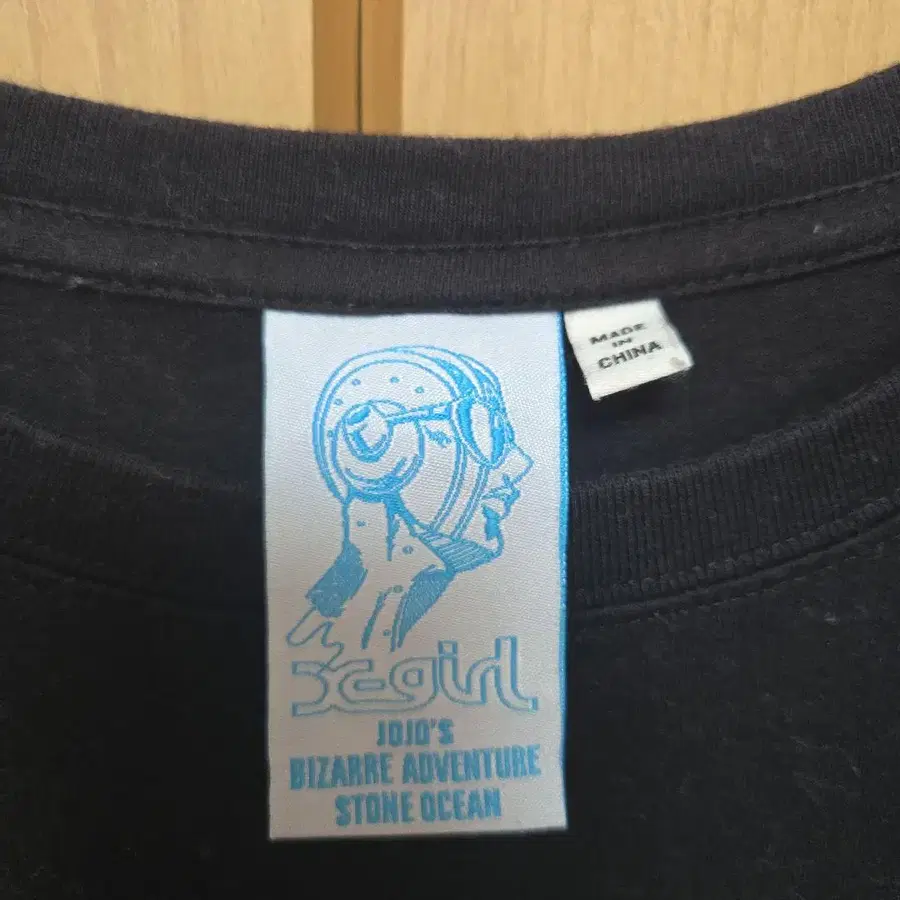 MADE
IN
CHINA
X-girl
JOJO'S
BIZARRE ADVENTURE
STONE OCEAN